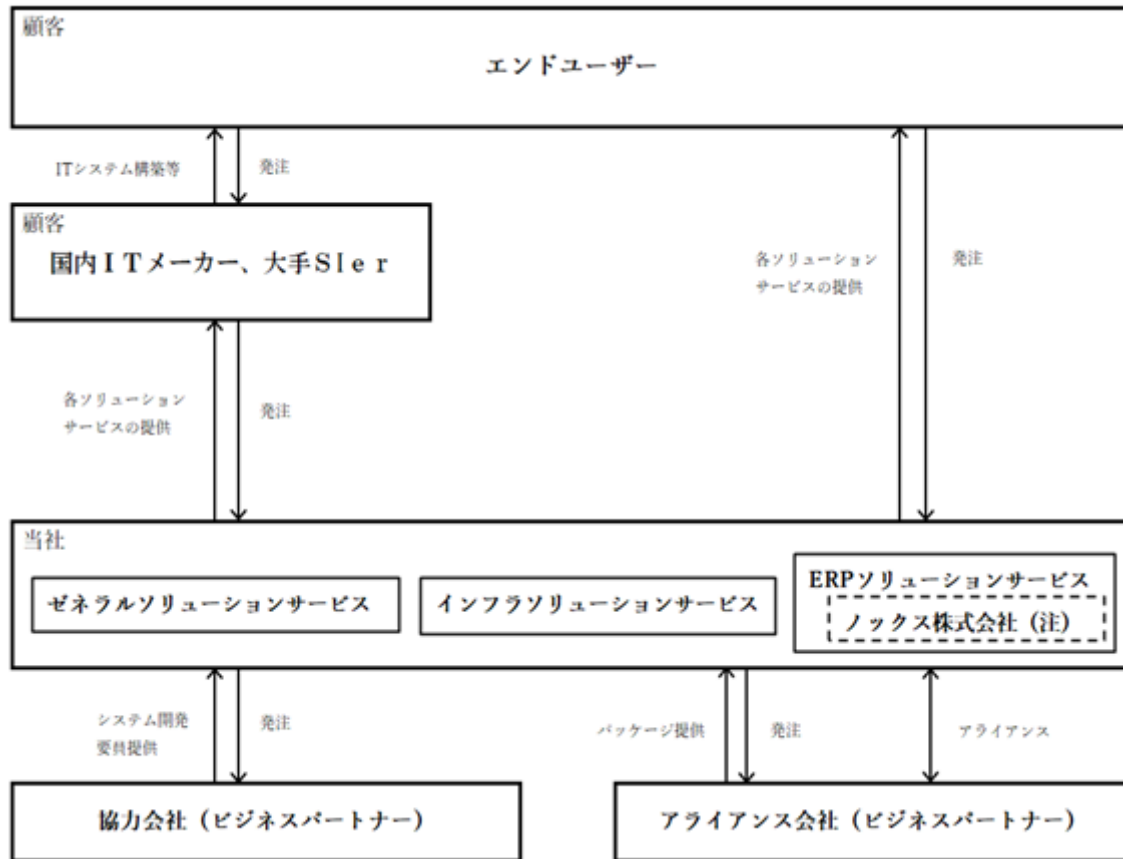 顧客
エンドユーザー
ITシステム構築等
発注
顧客
国内ITメーカー、大手SIer
各ソリューション
サービスの提供
発注
各ソリューション
サービスの提供
発注
当社
ゼネラルソリューションサービス
インフラソリューションサービス
ERPソリューションサービス
ノックス株式会社(注)
システム開発
要員提供
発注
パッケージ提供
発注
アライアンス
協力会社(ビジネスパートナー)
アライアンス会社(ビジネスパートナー)